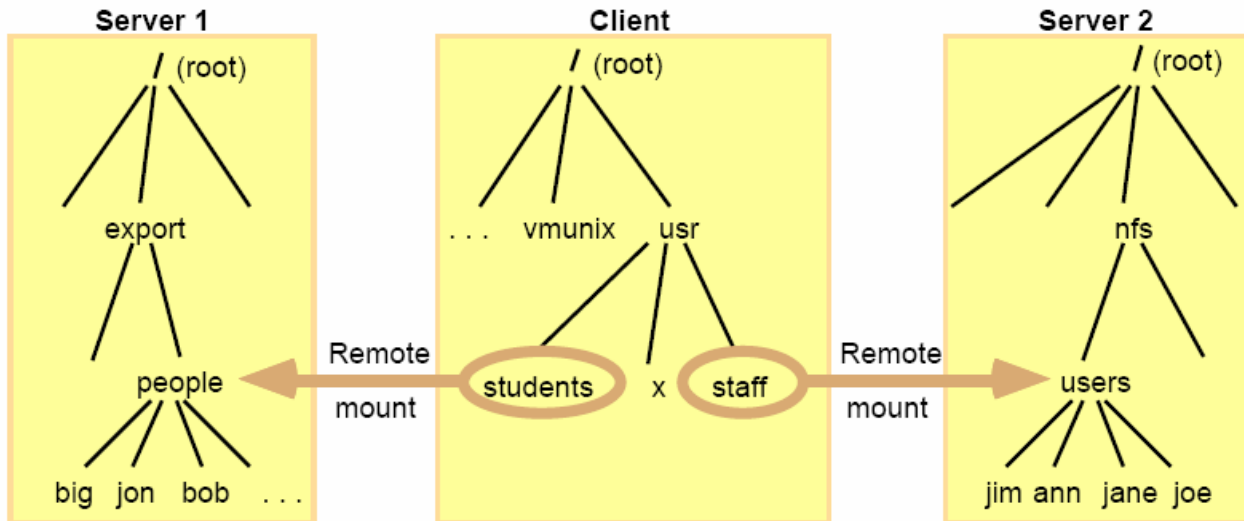 Server 1
Client
Server 2
/ (root)
/ (root)
/ (root)
export
. . . vmunix usr
nfs
Remote
mount
Remote
mount
people
students x staff
users
big jon bob . . .
jim ann jane joe